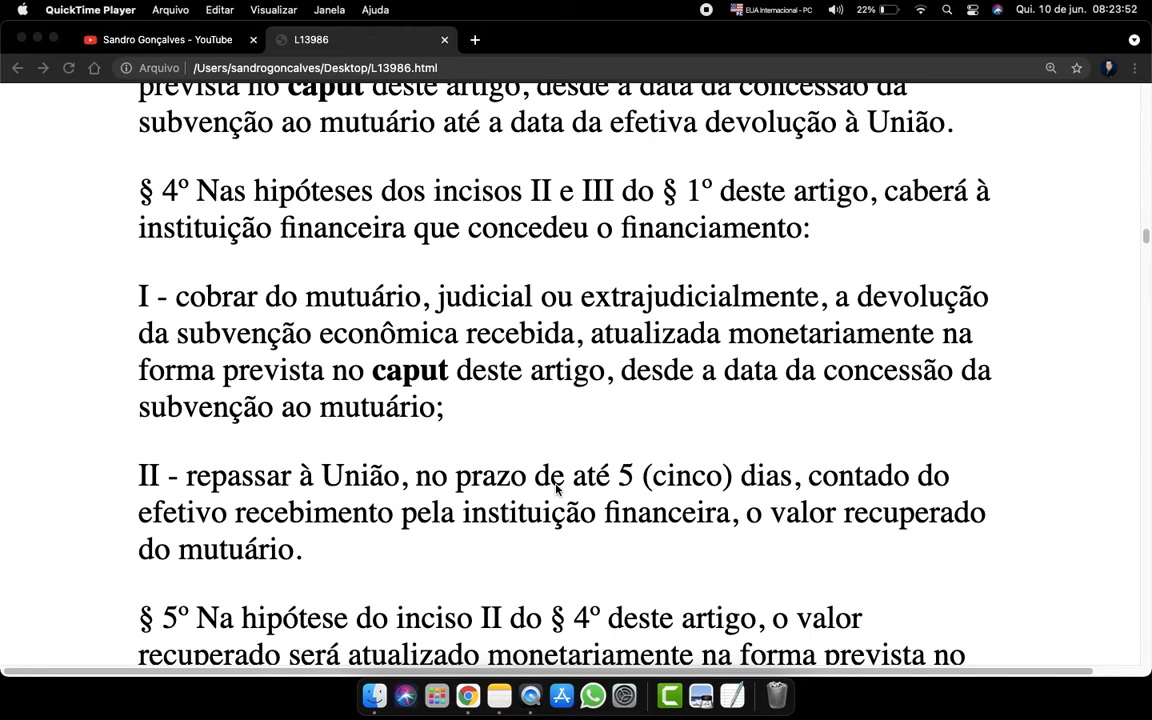 QuickTime Player Arquivo Editar Visualizar Janela Ajuda EUA Internacional - PC 22% Qui. 10 de jun. 08:23:52
Sandro Gonçalves - YouTube L13986
Arquivo /Users/sandrogoncalves/Desktop/L13986.html
prevista no caput deste artigo, desde a data da concessão da
subvenção ao mutuário até a data da efetiva devolução à União.
§ 4º Nas hipóteses dos incisos II e III do § 1º deste artigo, caberá à
instituição financeira que concedeu o financiamento:
I - cobrar do mutuário, judicial ou extrajudicialmente, a devolução
da subvenção econômica recebida, atualizada monetariamente na
forma prevista no caput deste artigo, desde a data da concessão da
subvenção ao mutuário;
II - repassar à União, no prazo de até 5 (cinco) dias, contado do
efetivo recebimento pela instituição financeira, o valor recuperado
do mutuário.
§ 5º Na hipótese do inciso II do § 4º deste artigo, o valor
recuperado será atualizado monetariamente na forma prevista no